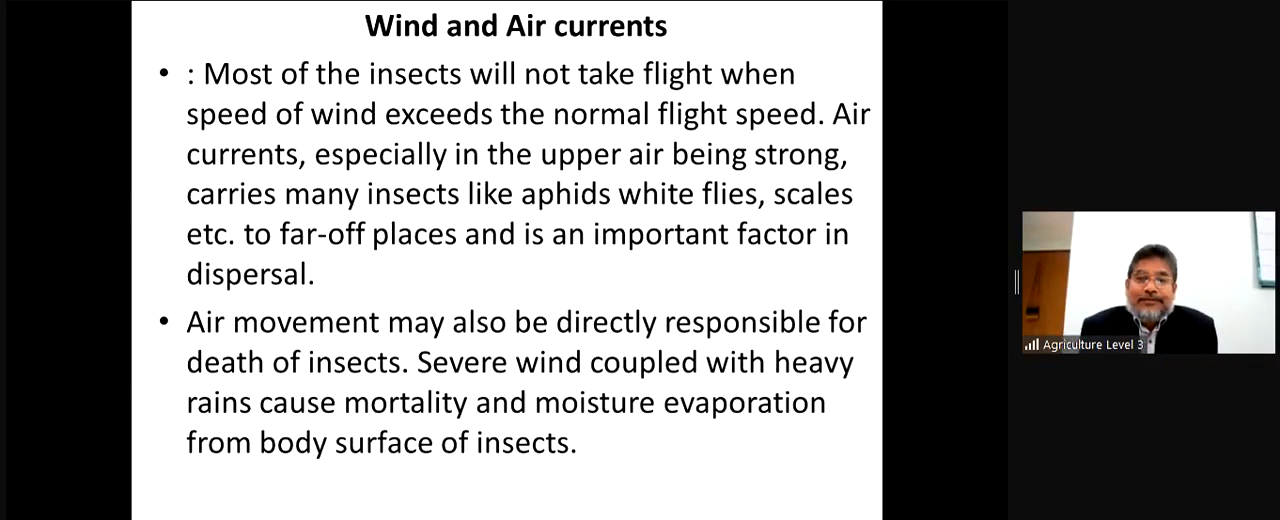 Wind and Air currents
• : Most of the insects will not take flight when
speed of wind exceeds the normal flight speed. Air
currents, especially in the upper air being strong,
carries many insects like aphids white flies, scales
etc. to far-off places and is an important factor in
dispersal.
• Air movement may also be directly responsible for
death of insects. Severe wind coupled with heavy
rains cause mortality and moisture evaporation
from body surface of insects.
Agriculture Level 3